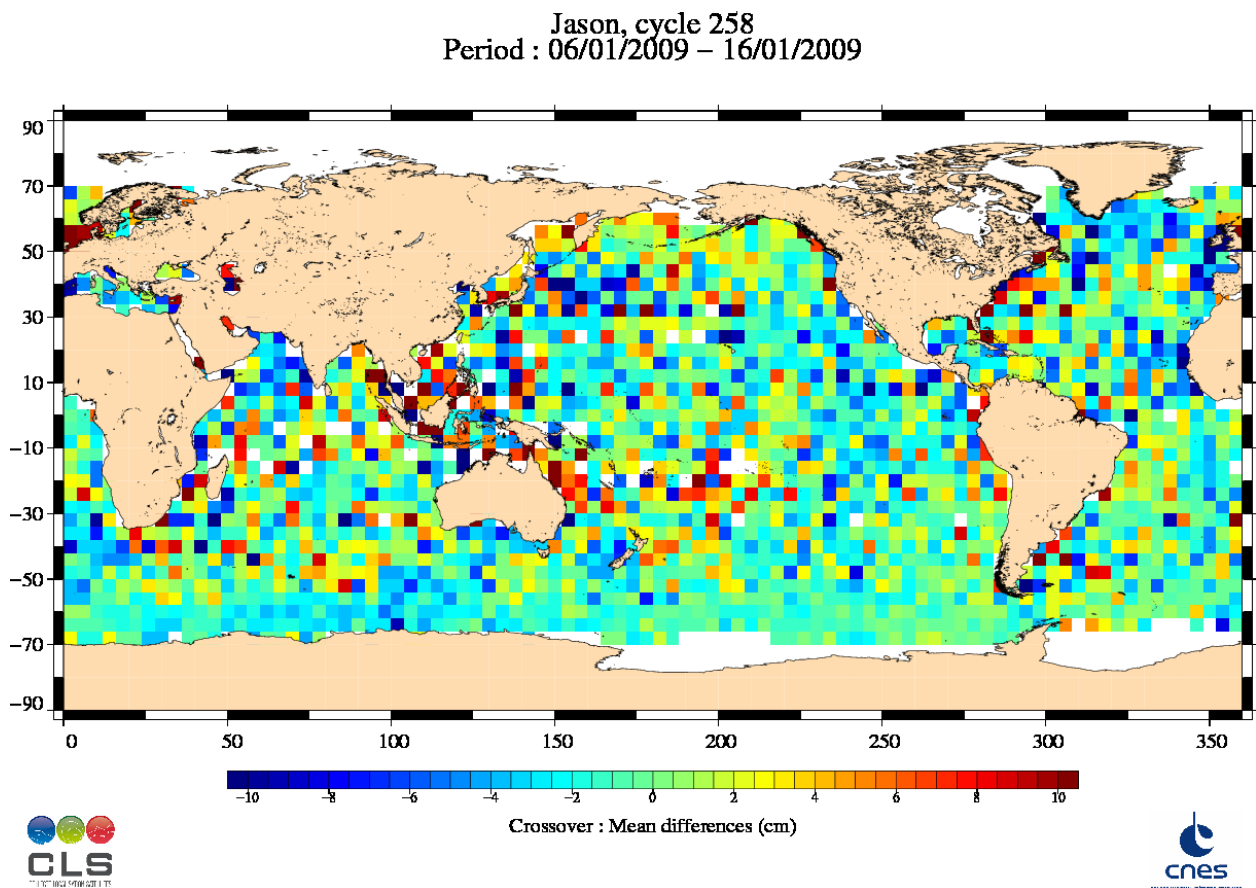 Jason, cycle 258
Period : 06/01/2009 − 16/01/2009
90
70
50
30
10
−10
−30
−50
−70
−90
0 50 100 150 200 250 300 350
−10 −8 −6 −4 −2 0 2 4 6 8 10
Crossover : Mean differences (cm)
CLS
cnes